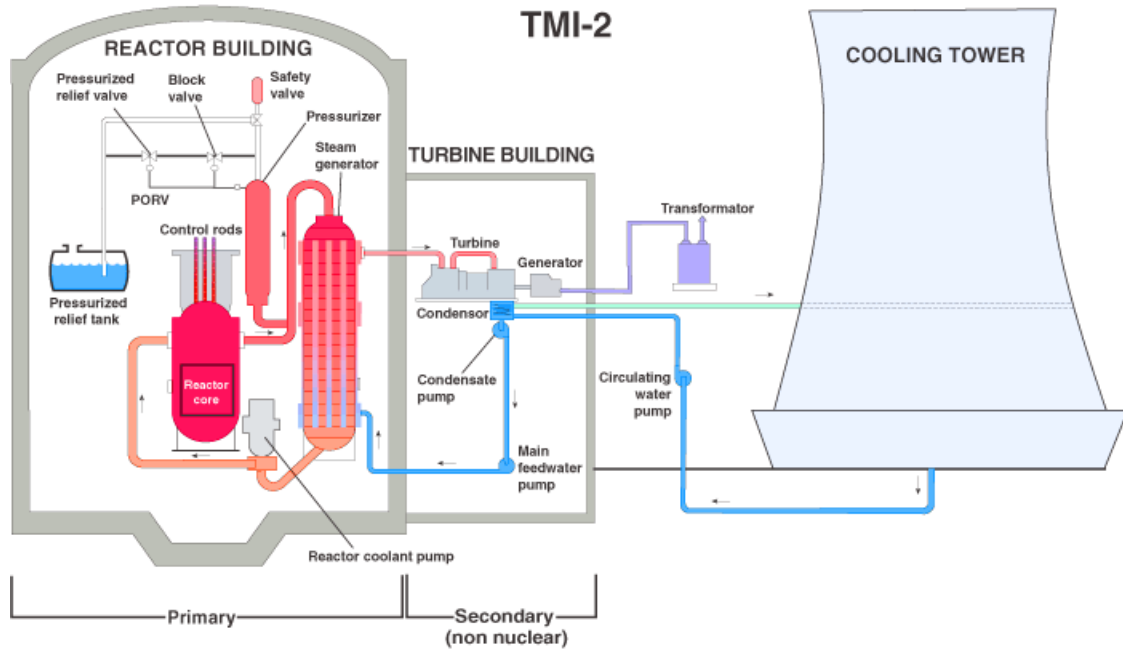 TMI-2
REACTOR BUILDING
COOLING TOWER
Pressurized
relief valve
Block
valve
Safety
valve
Pressurizer
Steam
generator
TURBINE BUILDING
PORV
Control rods
Transformator
Turbine
Generator
Pressurized
relief tank
Condensor
Reactor
core
Condensate
pump
Circulating
water
pump
Main
feedwater
pump
Reactor coolant pump
Primary
Secondary
(non nuclear)